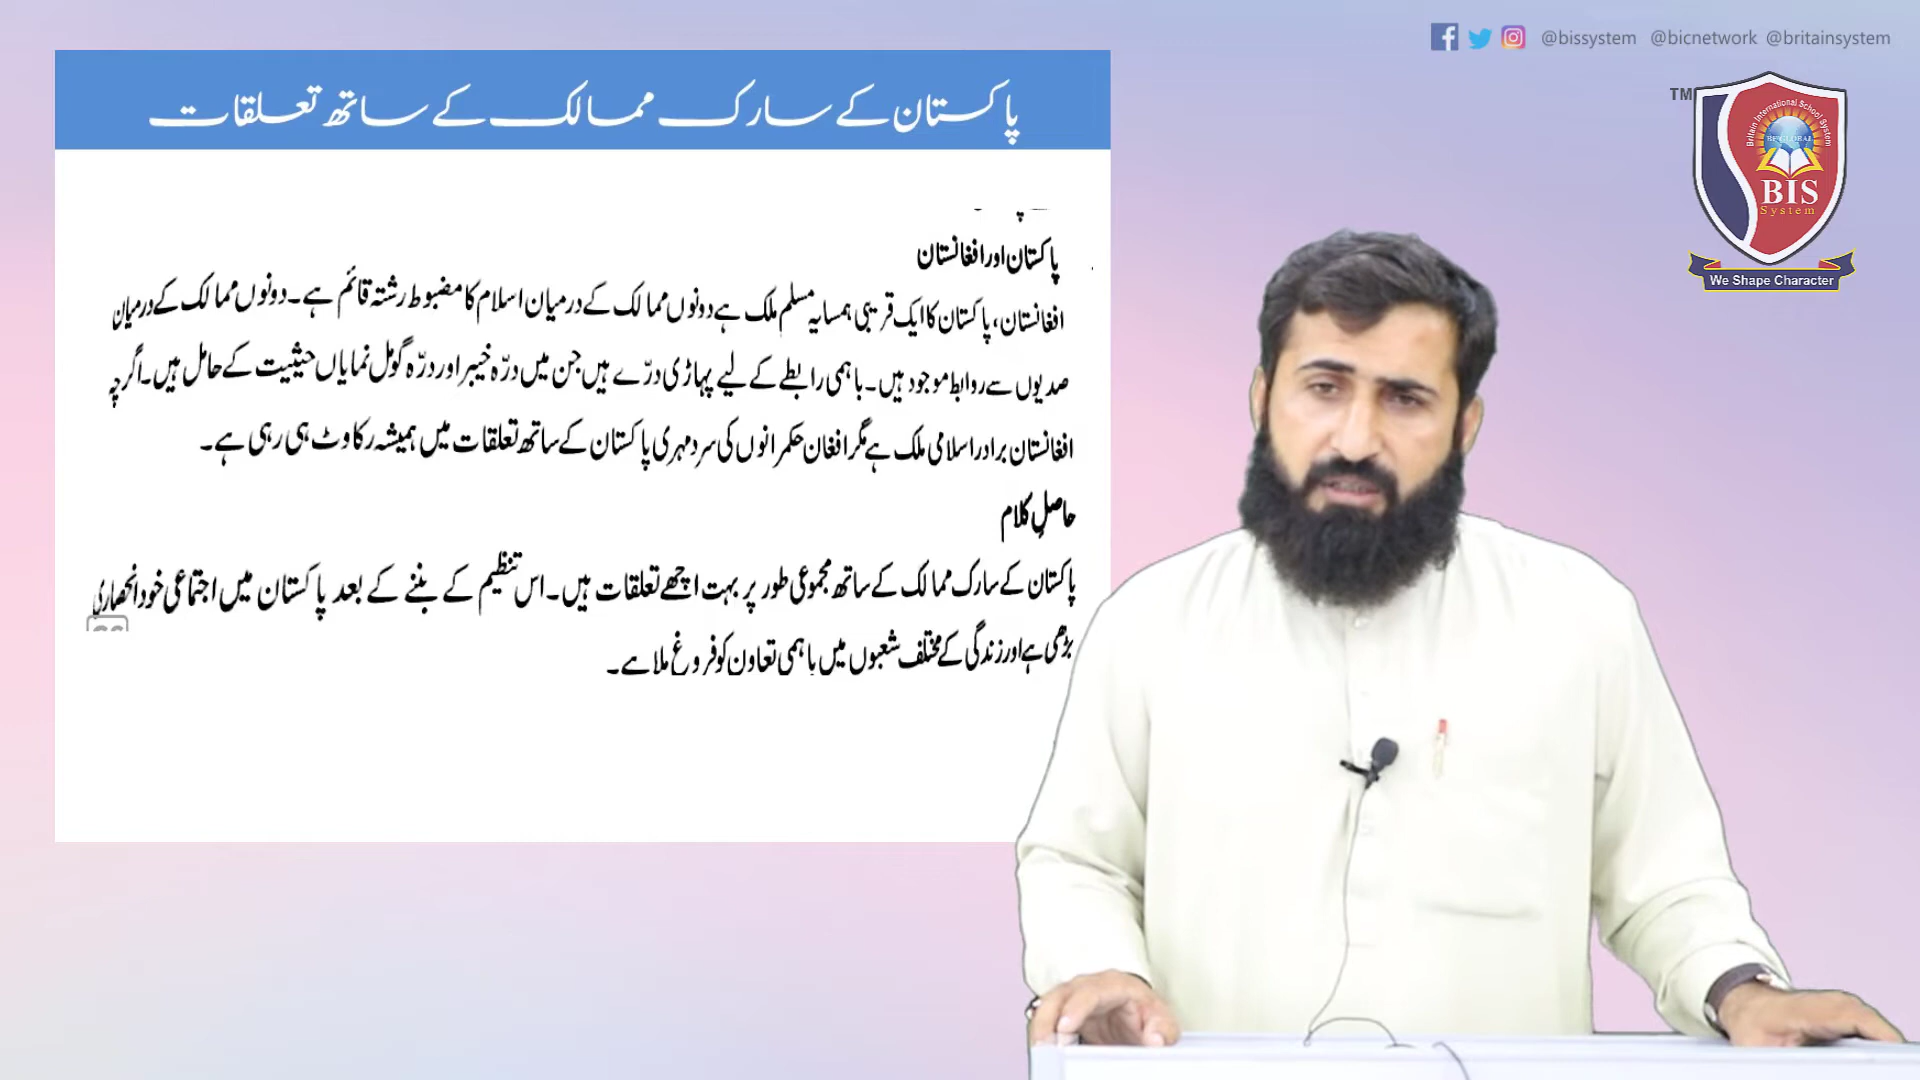 @bissystem @bicnetwork @britainsystem
پاکستان کے سارک ممالک کے ساتھ تعلقات
TM
Britain International School System
BIS
System
We Shape Character
پاکستان اور افغانستان
افغانستان، پاکستان کا ایک قریبی ہمسایہ مسلم ملک ہے دونوں ممالک کے درمیان اسلام کا مضبوط رشتہ قائم ہے۔ دونوں ممالک کے درمیان
صدیوں سے روابط موجود ہیں۔ باہمی رابطے کے لیے پہاڑی درّے ہیں جن میں درّہ خیبر اور درّہ گومل نمایاں حیثیت کے حامل ہیں۔ اگرچہ
افغانستان برادر اسلامی ملک ہے مگر افغان حکمرانوں کی سرد مہری پاکستان کے ساتھ تعلقات میں ہمیشہ رکاوٹ ہی رہی ہے۔
حاصلِ کلام
پاکستان کے سارک ممالک کے ساتھ مجموعی طور پر بہت اچھے تعلقات ہیں۔ اس تنظیم کے بننے کے بعد پاکستان میں اجتماعی خود انحصاری
بڑھی ہے اور زندگی کے مختلف شعبوں میں باہمی تعاون کو فروغ ملا ہے۔